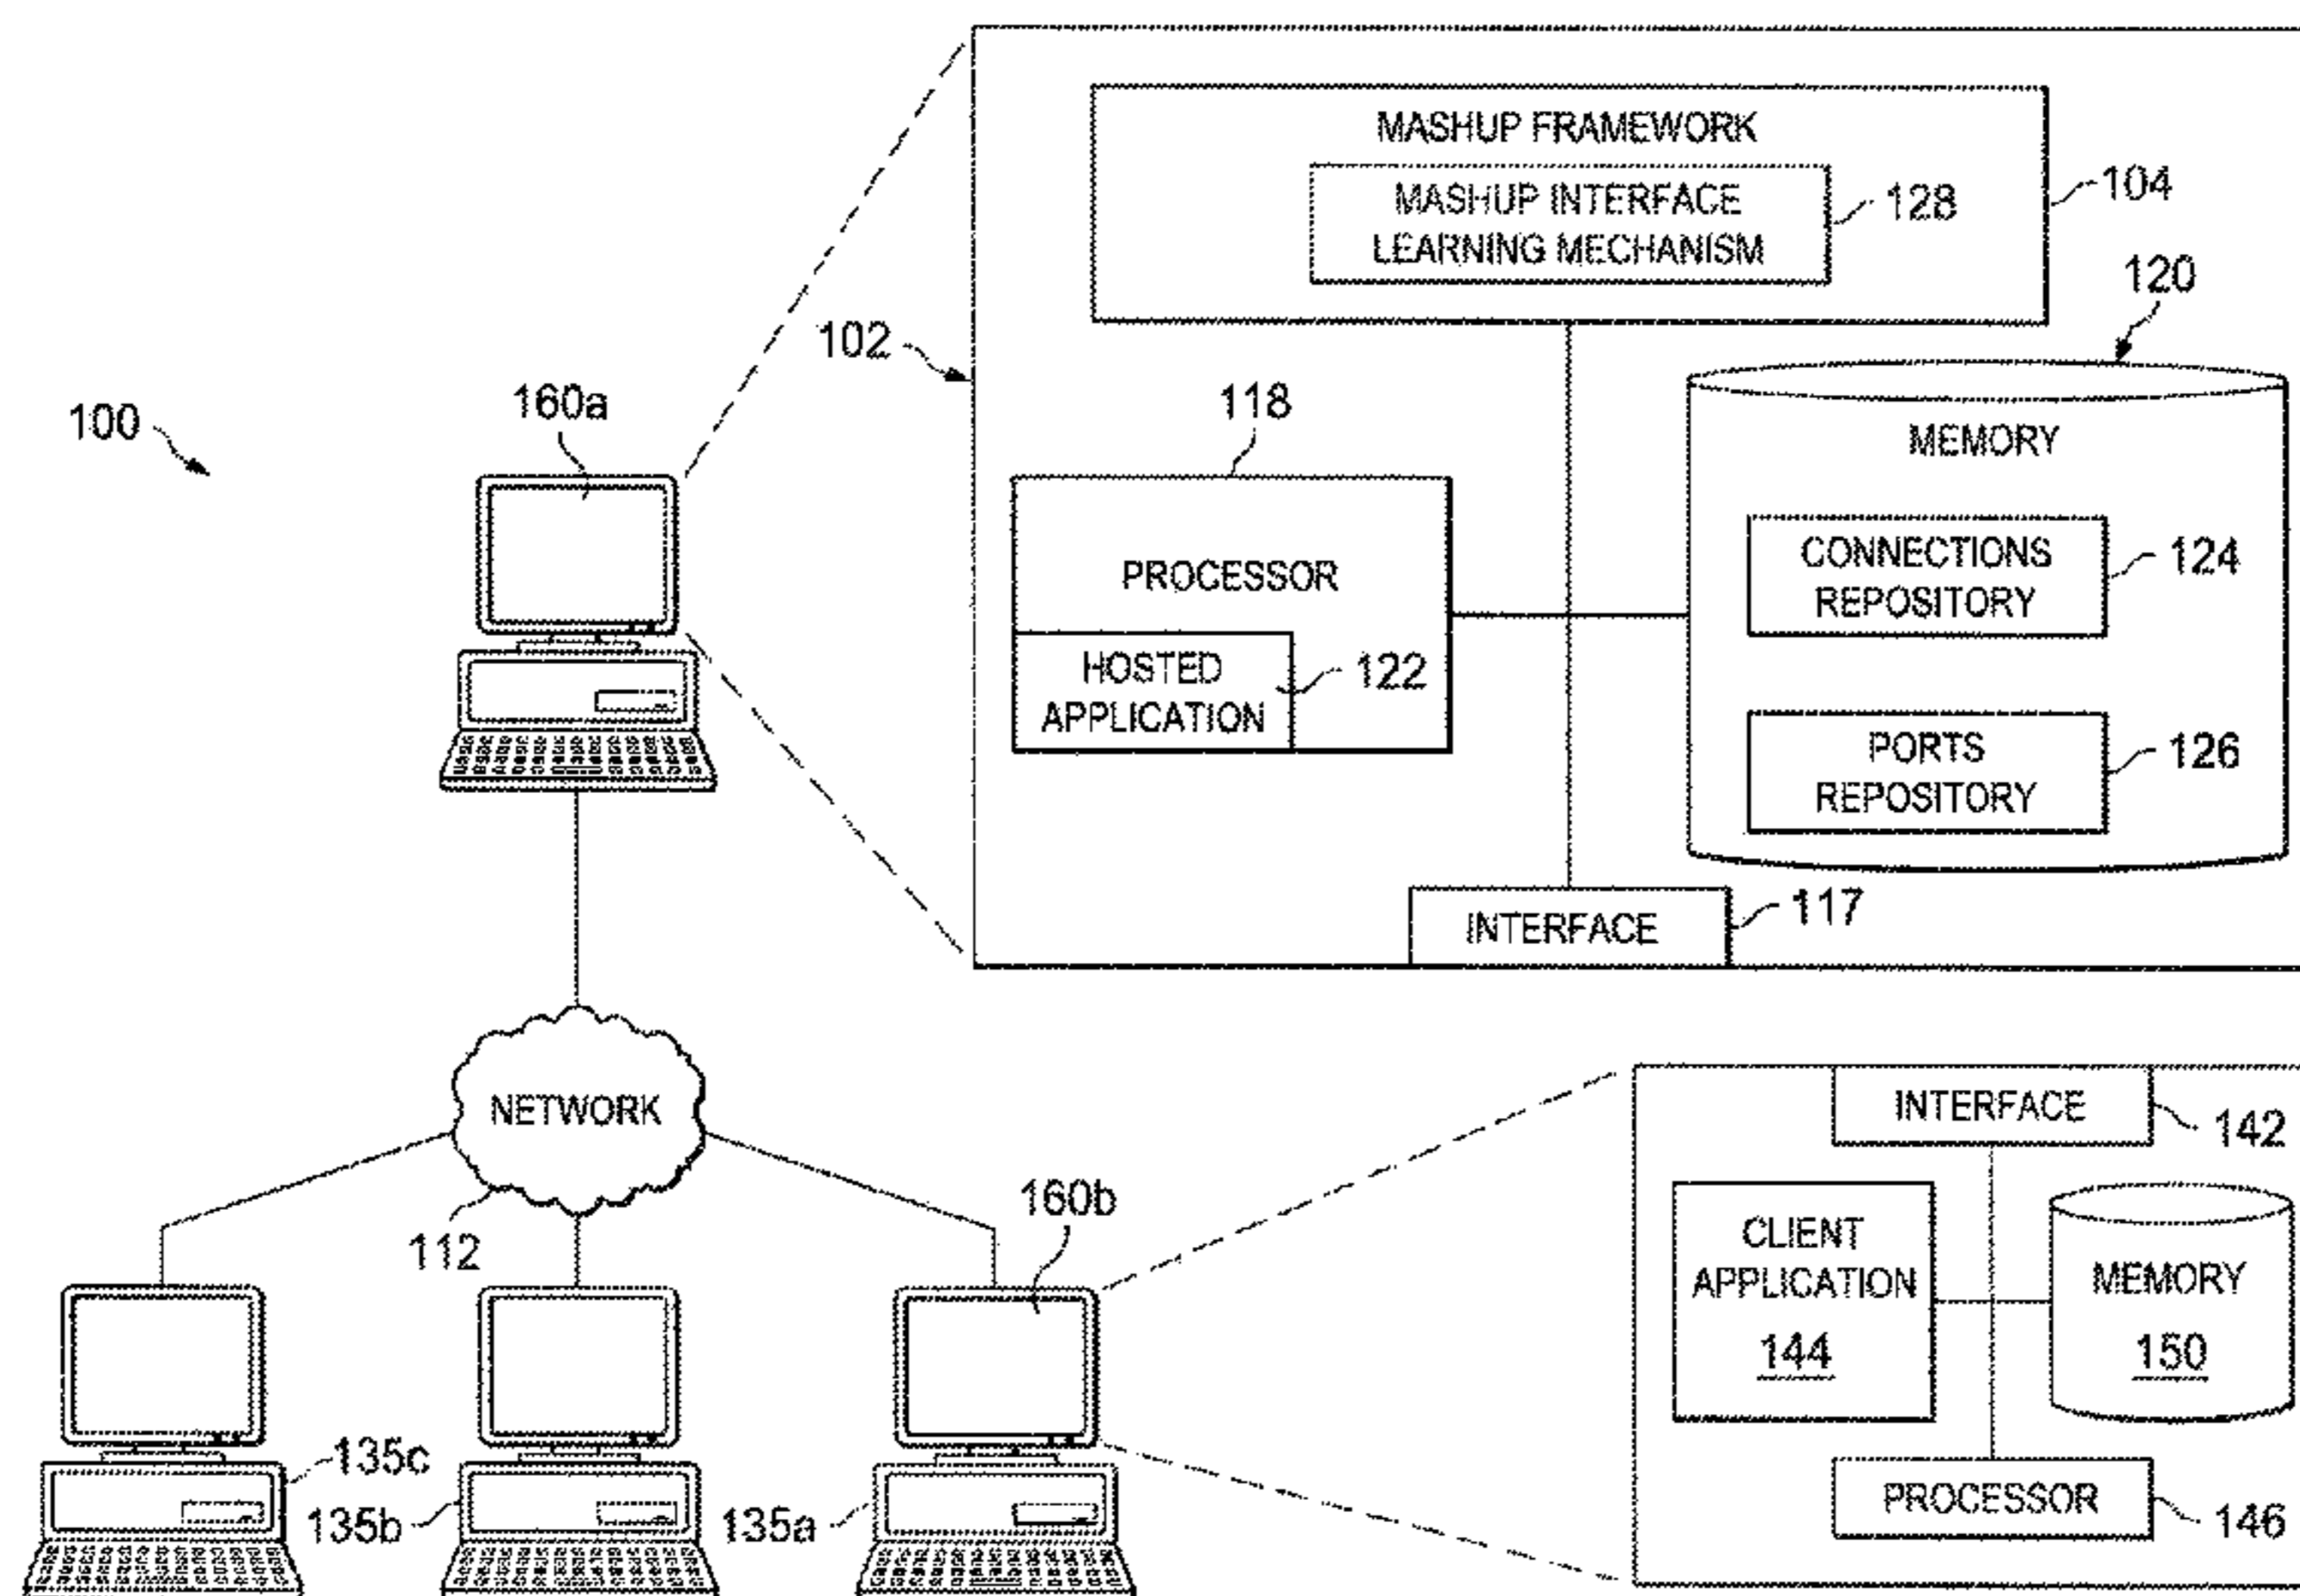 MASHUP FRAMEWORK
MASHUP INTERFACE
LEARNING MECHANISM
128
104
120
102
100
160a
118
MEMORY
PROCESSOR
CONNECTIONS
REPOSITORY
124
HOSTED
APPLICATION
122
PORTS
REPOSITORY
126
INTERFACE
117
NETWORK
112
INTERFACE
142
160b
CLIENT
APPLICATION
144
MEMORY
150
135c
135b
135a
PROCESSOR
146